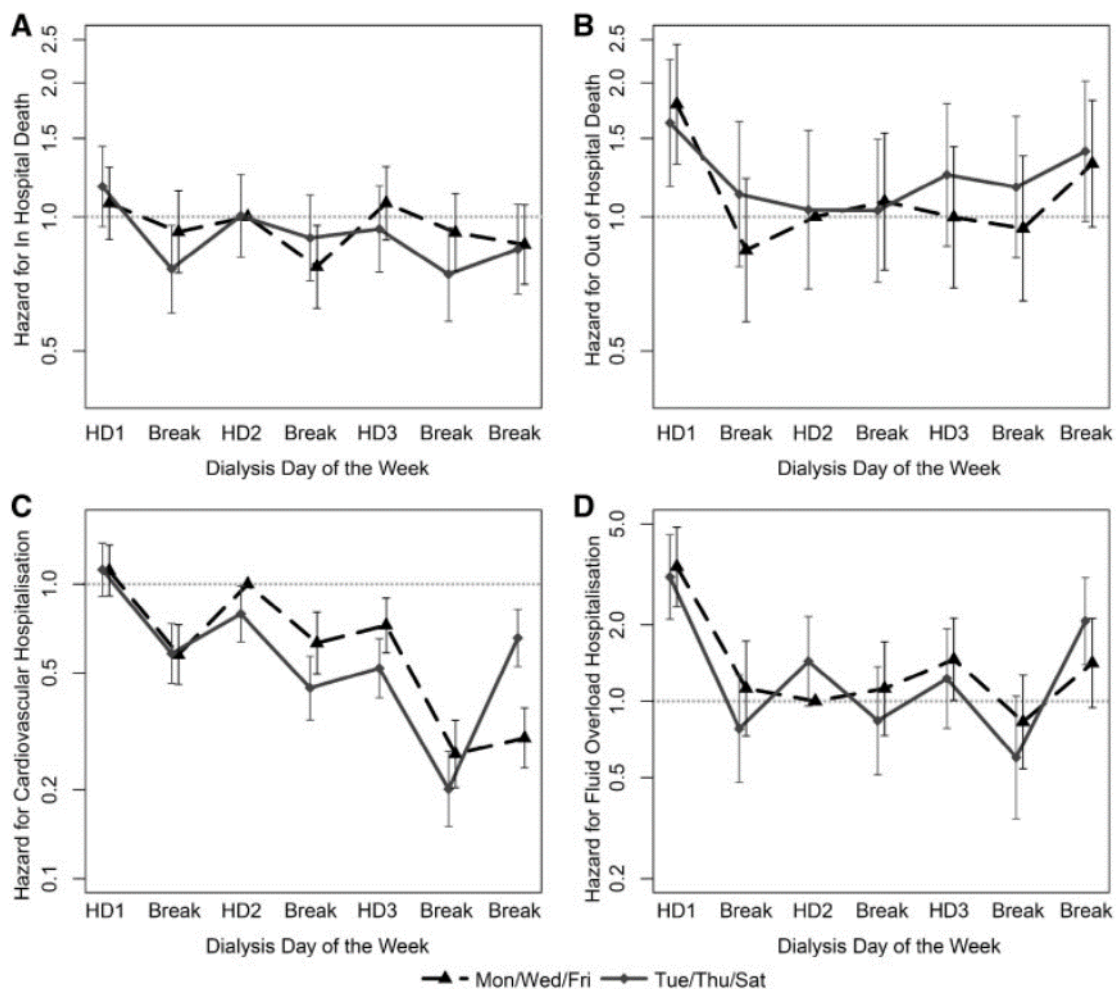 A
Hazard for In Hospital Death
2.5
2.0
1.5
1.0
0.5
HD1 Break HD2 Break HD3 Break Break
Dialysis Day of the Week
B
Hazard for Out of Hospital Death
2.5
2.0
1.5
1.0
0.5
HD1 Break HD2 Break HD3 Break Break
Dialysis Day of the Week
C
Hazard for Cardiovascular Hospitalisation
1.0
0.5
0.2
0.1
HD1 Break HD2 Break HD3 Break Break
Dialysis Day of the Week
D
Hazard for Fluid Overload Hospitalisation
5.0
2.0
1.0
0.5
0.2
HD1 Break HD2 Break HD3 Break Break
Dialysis Day of the Week
Mon/Wed/Fri Tue/Thu/Sat